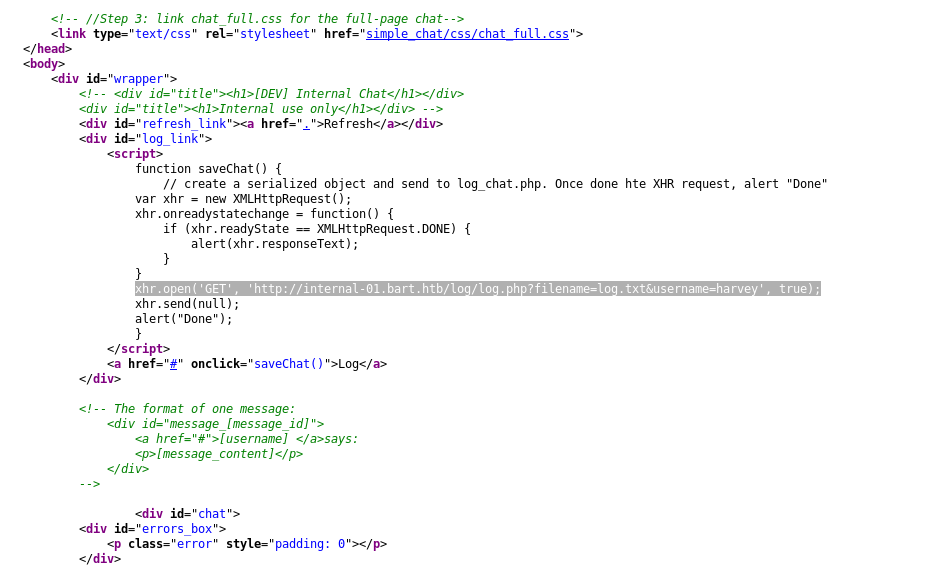 <!-- //Step 3: link chat_full.css for the full-page chat-->
<link type="text/css" rel="stylesheet" href="simple_chat/css/chat_full.css">
</head>
<body>
<div id="wrapper">
<!-- <div id="title"><h1>[DEV] Internal Chat</h1></div>
<div id="title"><h1>Internal use only</h1></div> -->
<div id="refresh_link"><a href=".">Refresh</a></div>
<div id="log_link">
<script>
function saveChat() {
// create a serialized object and send to log_chat.php. Once done hte XHR request, alert "Done"
var xhr = new XMLHttpRequest();
xhr.onreadystatechange = function() {
if (xhr.readyState == XMLHttpRequest.DONE) {
alert(xhr.responseText);
}
}
xhr.open('GET', 'http://internal-01.bart.htb/log/log.php?filename=log.txt&username=harvey', true);
xhr.send(null);
alert("Done");
}
</script>
<a href="#" onclick="saveChat()">Log</a>
</div>
<!-- The format of one message:
<div id="message_[message_id]">
<a href="#">[username] </a>says:
<p>[message_content]</p>
</div>
-->
<div id="chat">
<div id="errors_box">
<p class="error" style="padding: 0"></p>
</div>